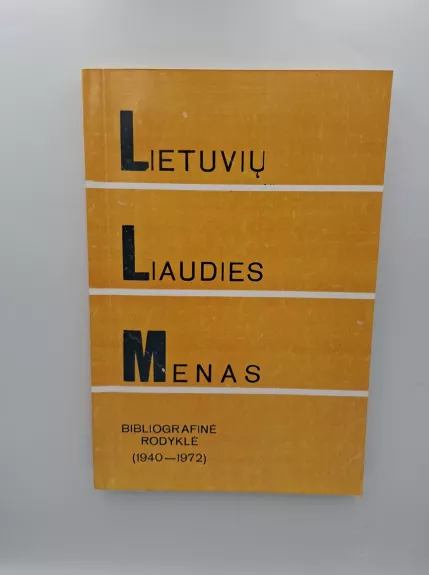 LIETUVIŲ
LIAUDIES
MENAS
BIBLIOGRAFINĖ
RODYKLĖ
(1940—1972)